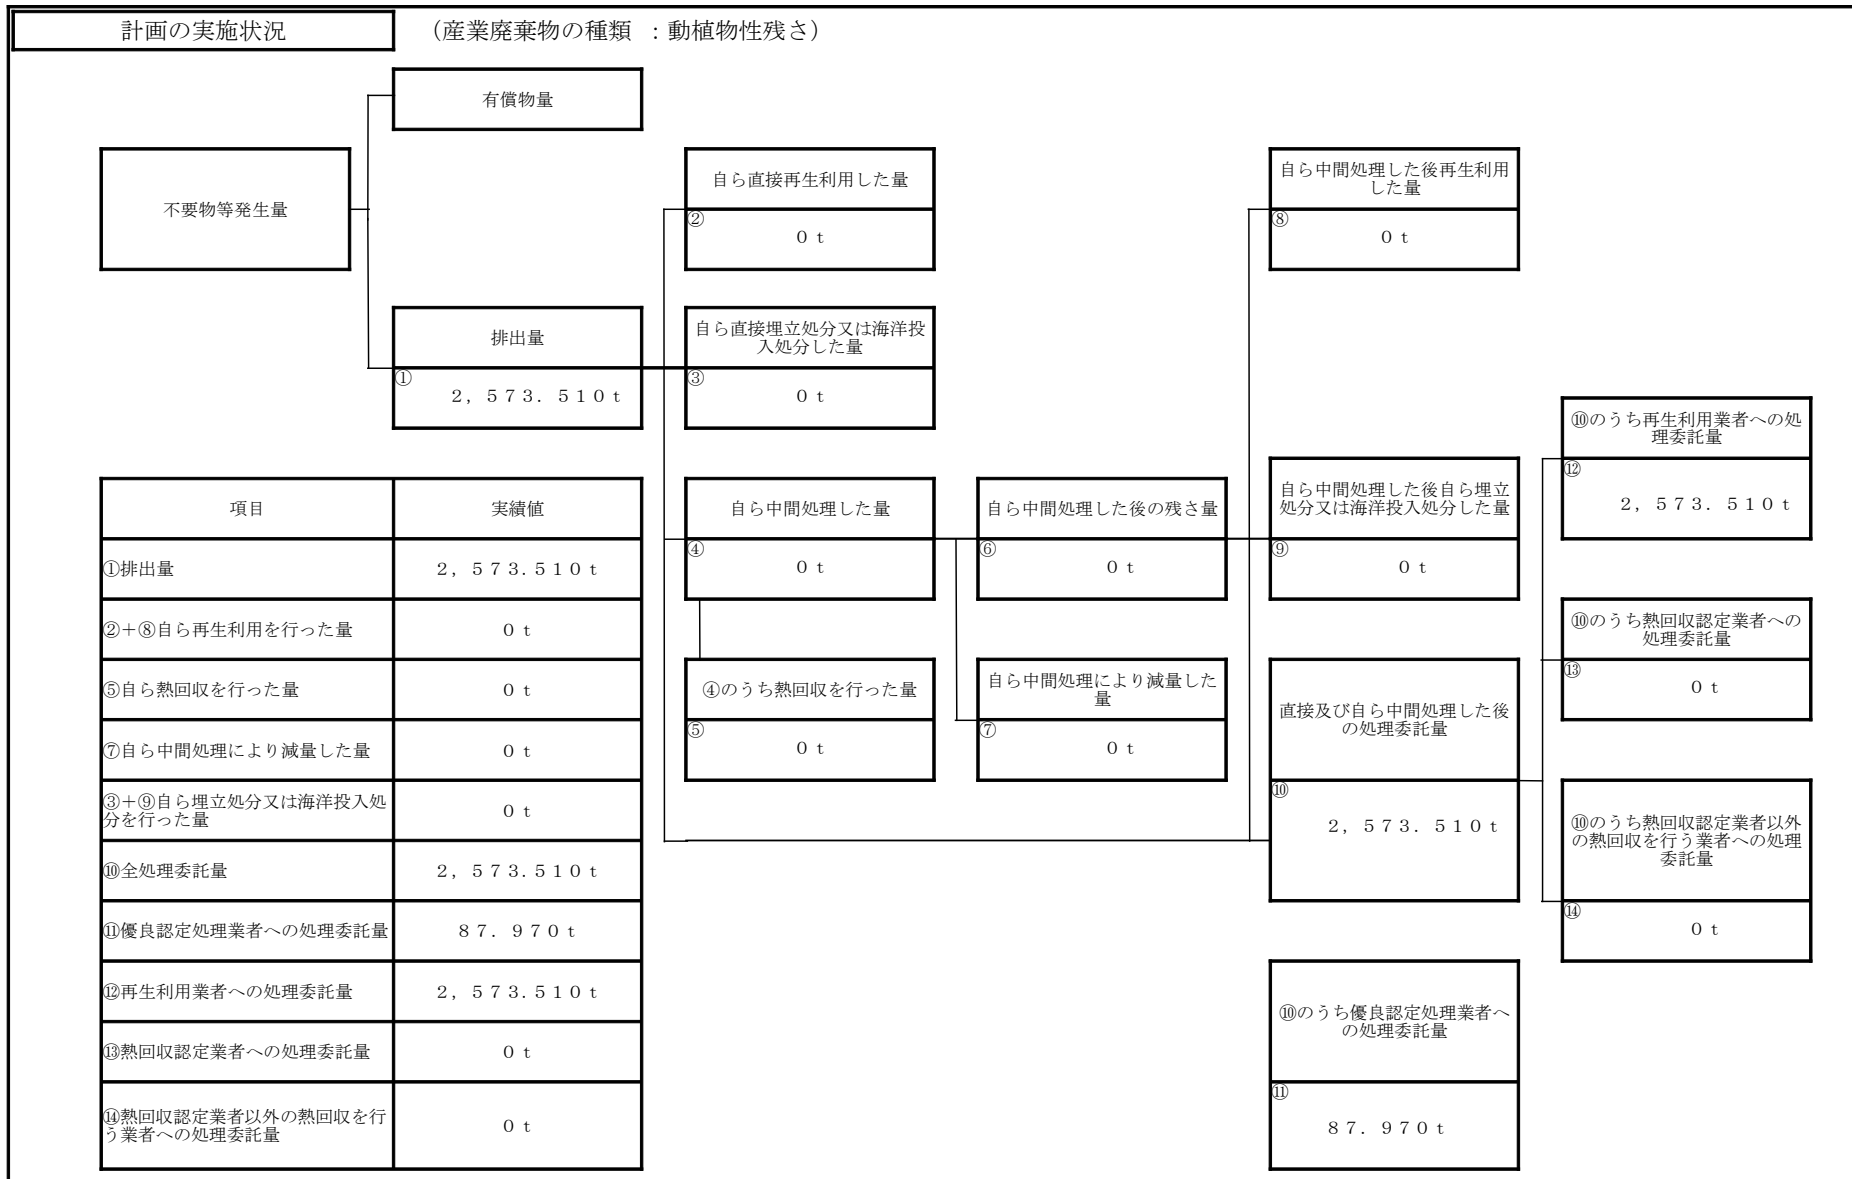 計画の実施状況
（産業廃棄物の種類 ：動植物性残さ）
有償物量
不要物等発生量
自ら直接再生利用した量
②
０ｔ
自ら中間処理した後再生利用
した量
⑧
０ｔ
排出量
①
２，５７３．５１０ｔ
自ら直接埋立処分又は海洋投
入処分した量
③
０ｔ
⑩のうち再生利用業者への処
理委託量
⑫
２，５７３．５１０ｔ
項目
実績値
①排出量
２，５７３.５１０ｔ
②＋⑧自ら再生利用を行った量
０ｔ
⑤自ら熱回収を行った量
０ｔ
⑦自ら中間処理により減量した量
０ｔ
③＋⑨自ら埋立処分又は海洋投入処
分を行った量
０ｔ
⑩全処理委託量
２，５７３.５１０ｔ
⑪優良認定処理業者への処理委託量
８７．９７０ｔ
⑫再生利用業者への処理委託量
２，５７３.５１０ｔ
⑬熱回収認定業者への処理委託量
０ｔ
⑭熱回収認定業者以外の熱回収を行
う業者への処理委託量
０ｔ
自ら中間処理した量
④
０ｔ
自ら中間処理した後の残さ量
⑥
０ｔ
自ら中間処理した後自ら埋立
処分又は海洋投入処分した量
⑨
０ｔ
④のうち熱回収を行った量
⑤
０ｔ
自ら中間処理により減量した
量
⑦
０ｔ
直接及び自ら中間処理した後
の処理委託量
⑩
２，５７３．５１０ｔ
⑩のうち熱回収認定業者への
処理委託量
⑬
０ｔ
⑩のうち熱回収認定業者以外
の熱回収を行う業者への処理
委託量
⑭
０ｔ
⑩のうち優良認定処理業者へ
の処理委託量
⑪
８７．９７０ｔ